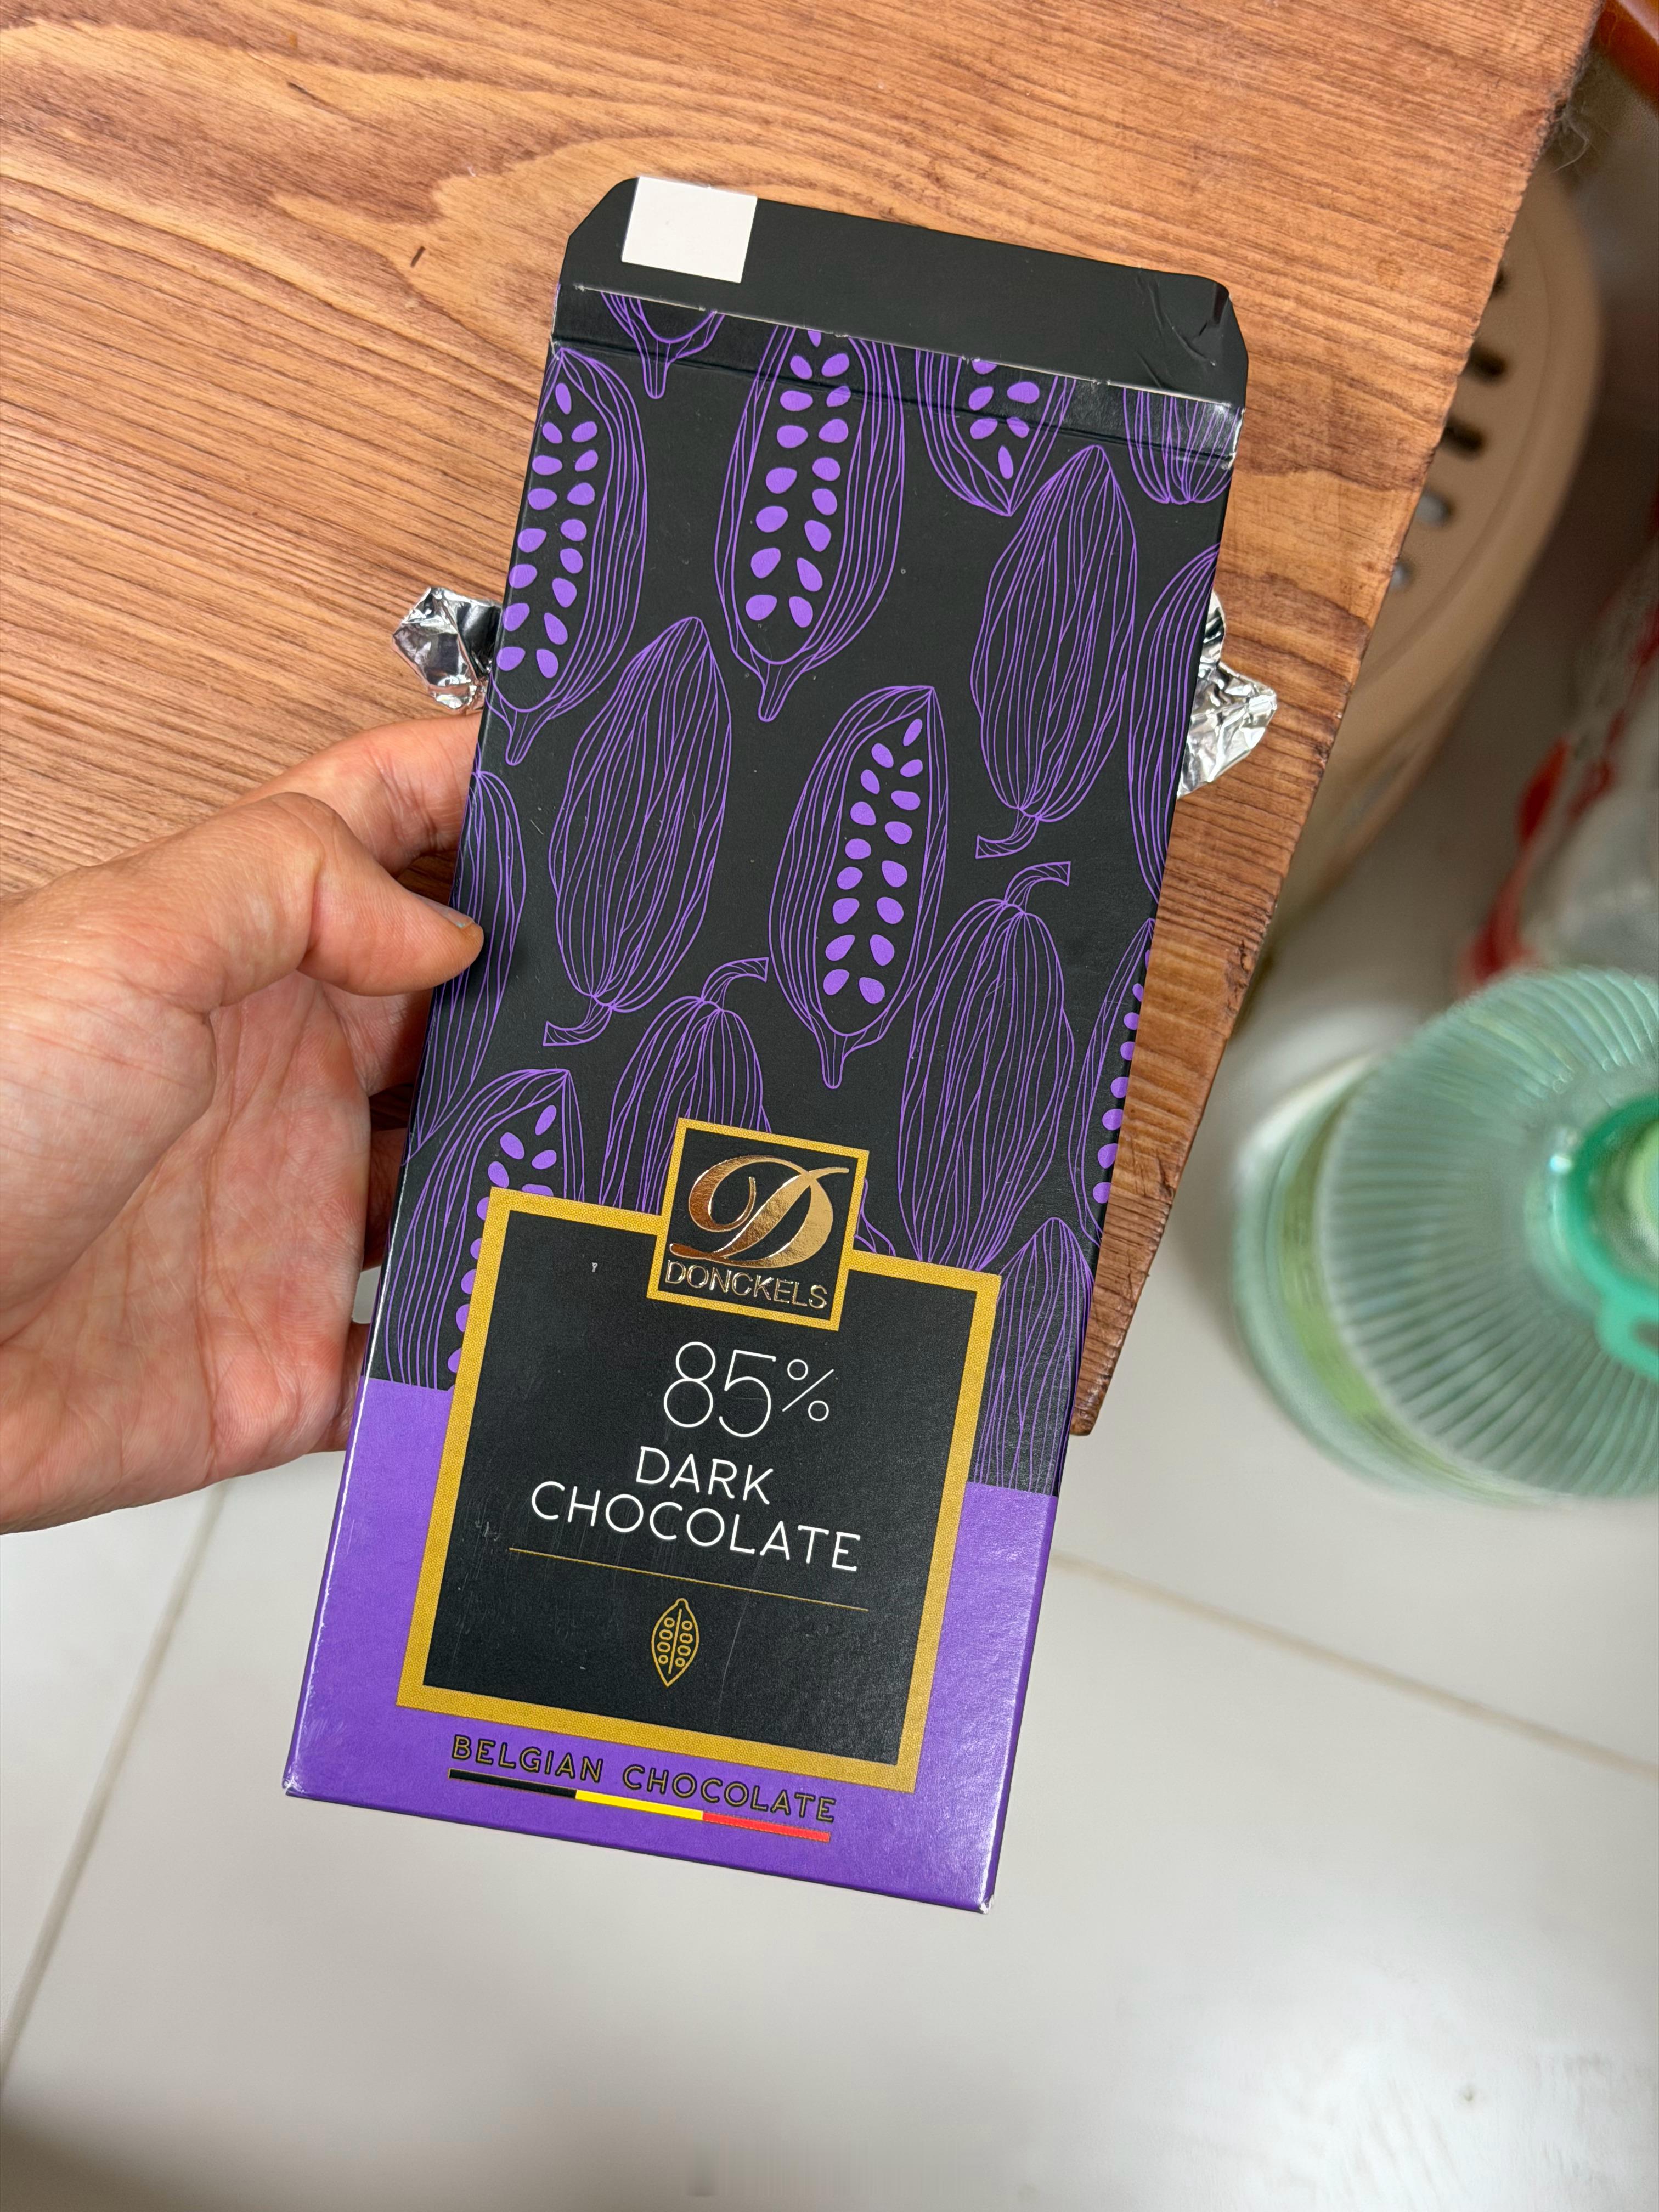 D
DONCKELS
85%
DARK
CHOCOLATE
BELGIAN CHOCOLATE